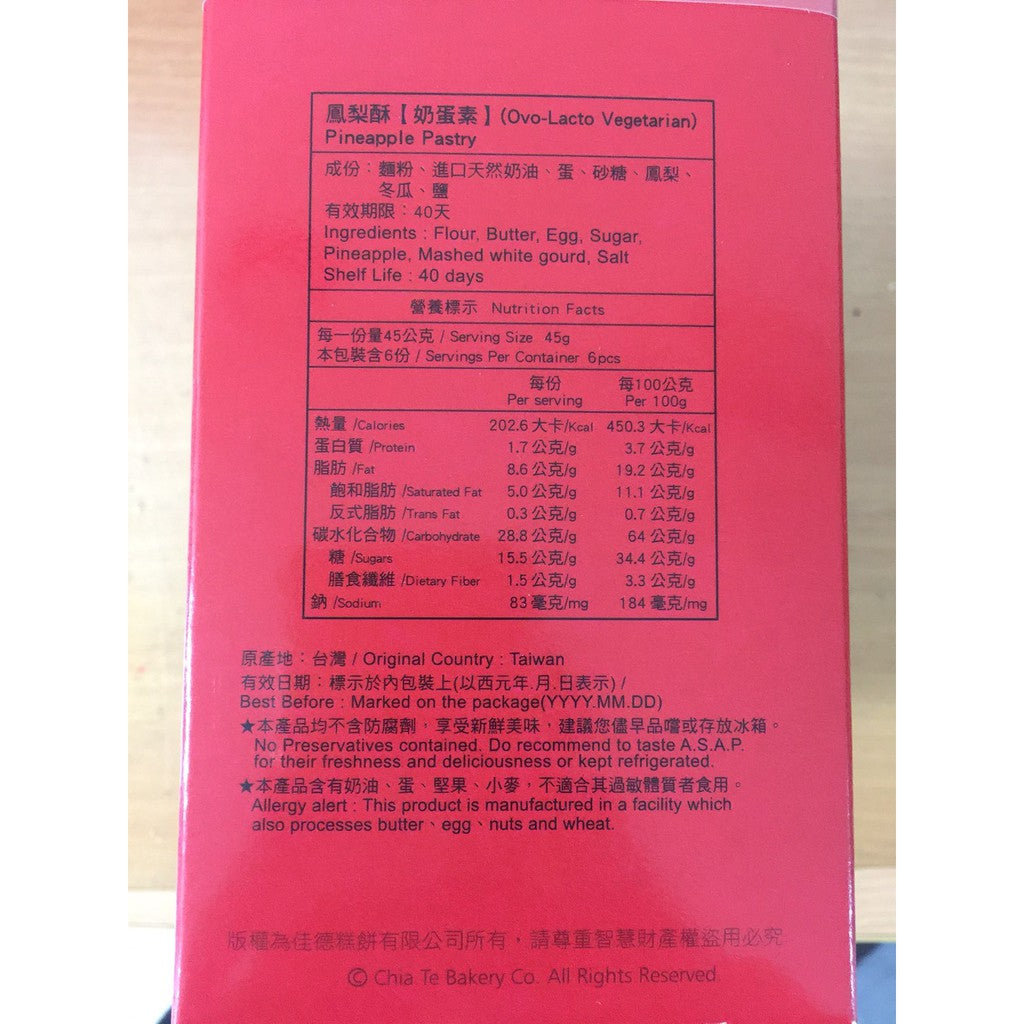 鳳梨酥【奶蛋素】(Ovo-Lacto Vegetarian)
Pineapple Pastry
成份：麵粉、進口天然奶油、蛋、砂糖、鳳梨、
冬瓜、鹽
有效期限：40天
Ingredients : Flour, Butter, Egg, Sugar,
Pineapple, Mashed white gourd, Salt
Shelf Life : 40 days
營養標示 Nutrition Facts
每一份量45公克 / Serving Size 45g
本包裝含6份 / Servings Per Container 6pcs
每份 每100公克
Per serving Per 100g
熱量 /Calories 202.6 大卡/Kcal 450.3 大卡/Kcal
蛋白質 /Protein 1.7 公克/g 3.7 公克/g
脂肪 /Fat 8.6 公克/g 19.2 公克/g
飽和脂肪 /Saturated Fat 5.0 公克/g 11.1 公克/g
反式脂肪 /Trans Fat 0.3 公克/g 0.7 公克/g
碳水化合物 /Carbohydrate 28.8 公克/g 64 公克/g
糖 /Sugars 15.5 公克/g 34.4 公克/g
膳食纖維 /Dietary Fiber 1.5 公克/g 3.3 公克/g
鈉 /Sodium 83 毫克/mg 184 毫克/mg
原產地：台灣 / Original Country : Taiwan
有效日期：標示於內包裝上(以西元年.月.日表示) /
Best Before : Marked on the package(YYYY.MM.DD)
★本產品均不含防腐劑，享受新鮮美味，建議您儘早品嚐或存放冰箱。
No Preservatives contained. Do recommend to taste A.S.A.P.
for their freshness and deliciousness or kept refrigerated.
★本產品含有奶油、蛋、堅果、小麥，不適合其過敏體質者食用。
Allergy alert : This product is manufactured in a facility which
also processes butter、egg、nuts and wheat.
版權為佳德糕餅有限公司所有，請尊重智慧財產權盜用必究
© Chia Te Bakery Co. All Rights Reserved.